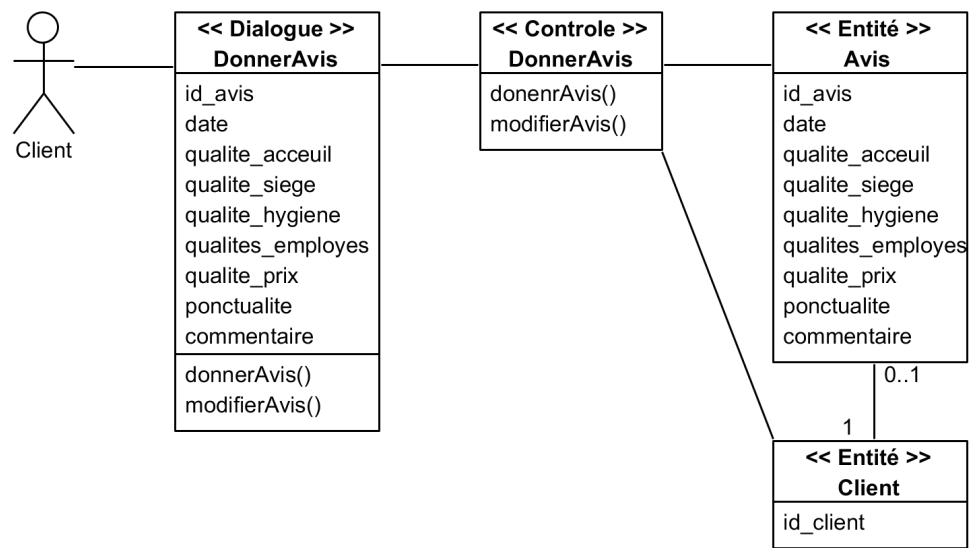 Client
<< Dialogue >>
DonnerAvis
id_avis
date
qualite_acceuil
qualite_siege
qualite_hygiene
qualites_employes
qualite_prix
ponctualite
commentaire
donnerAvis()
modifierAvis()
<< Controle >>
DonnerAvis
donenrAvis()
modifierAvis()
<< Entité >>
Avis
id_avis
date
qualite_acceuil
qualite_siege
qualite_hygiene
qualites_employes
qualite_prix
ponctualite
commentaire
0..1
1
<< Entité >>
Client
id_client